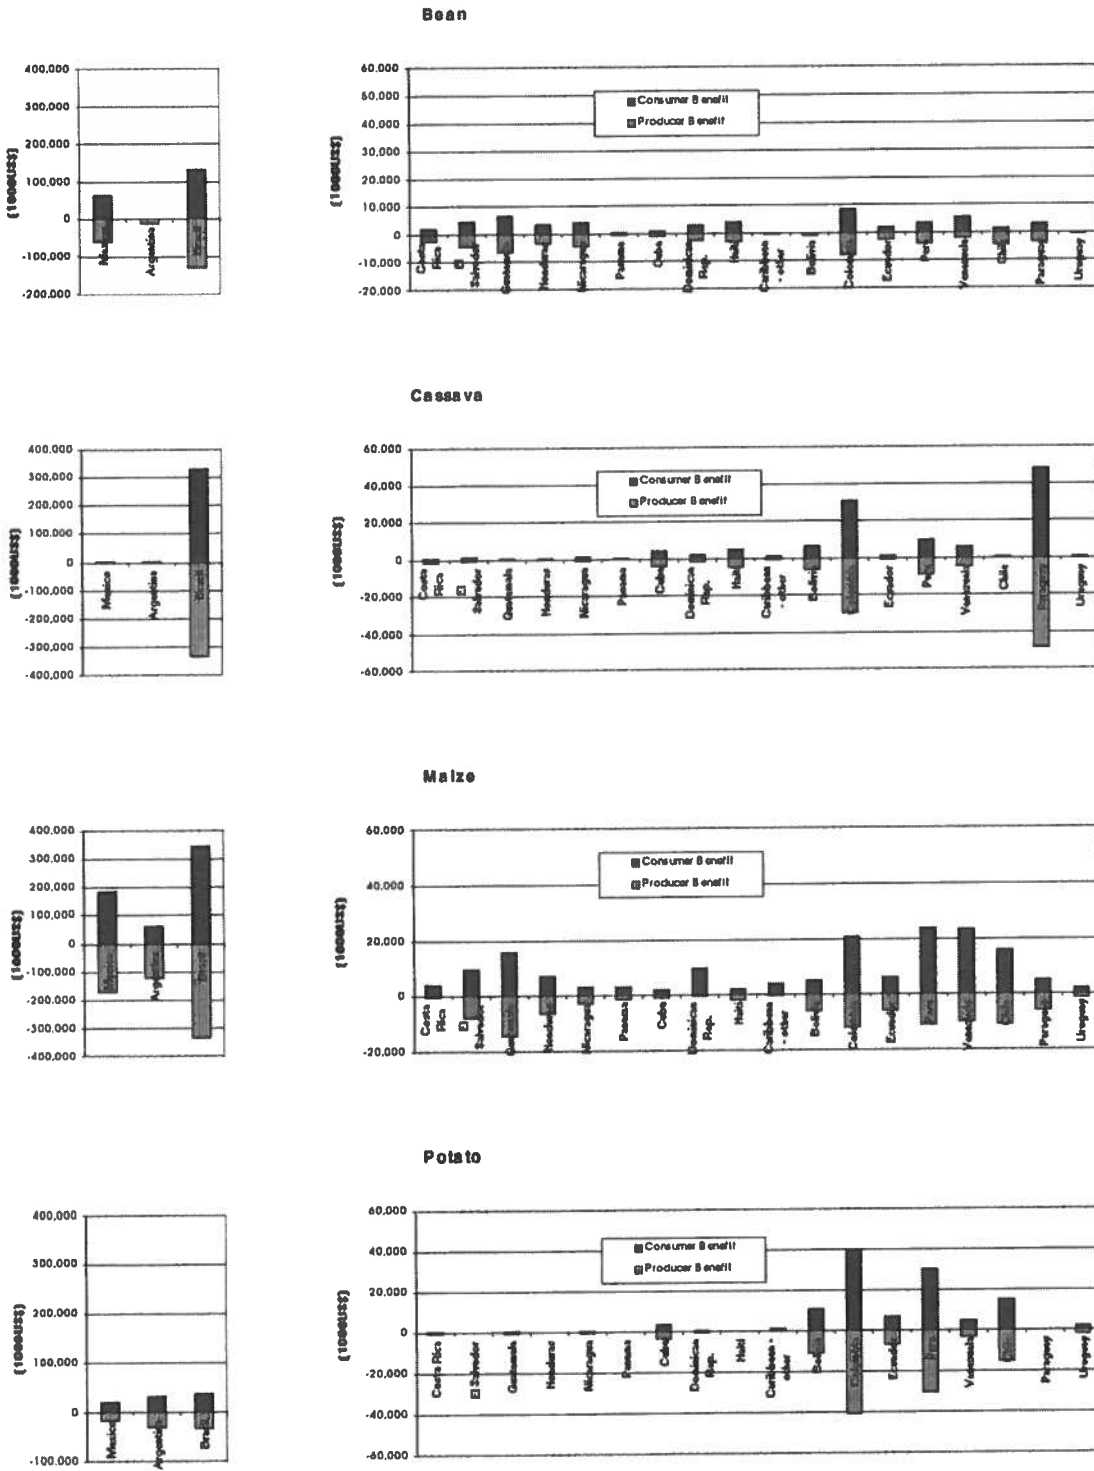 Bean
400,000
300,000
200,000
100,000
0
-100,000
-200,000
(1000US$)
Mexico
Argentina
Brazil
60,000
50,000
40,000
30,000
20,000
10,000
0
-10,000
-20,000
(1000US$)
Consumer Benefit
Producer Benefit
Costa Rica
El Salvador
Guatemala
Honduras
Nicaragua
Panama
Cuba
Dominican Rep.
Haiti
Caribbean - other
Bolivia
Colombia
Ecuador
Peru
Venezuela
Chile
Paraguay
Uruguay
Cassava
400,000
300,000
200,000
100,000
0
-100,000
-200,000
-300,000
-400,000
(1000US$)
Mexico
Argentina
Brazil
60,000
40,000
20,000
0
-20,000
-40,000
-60,000
(1000US$)
Consumer Benefit
Producer Benefit
Costa Rica
El Salvador
Guatemala
Honduras
Nicaragua
Panama
Cuba
Dominican Rep.
Haiti
Caribbean - other
Bolivia
Colombia
Ecuador
Peru
Venezuela
Chile
Paraguay
Uruguay
Maize
400,000
300,000
200,000
100,000
0
-100,000
-200,000
-300,000
-400,000
(1000US$)
Mexico
Argentina
Brazil
60,000
40,000
20,000
0
-20,000
(1000US$)
Consumer Benefit
Producer Benefit
Costa Rica
El Salvador
Guatemala
Honduras
Nicaragua
Panama
Cuba
Dominican Rep.
Haiti
Caribbean - other
Bolivia
Colombia
Ecuador
Peru
Venezuela
Chile
Paraguay
Uruguay
Potato
400,000
300,000
200,000
100,000
0
-100,000
(1000US$)
Mexico
Argentina
Brazil
60,000
40,000
20,000
0
-20,000
-40,000
-60,000
(1000US$)
Consumer Benefit
Producer Benefit
Costa Rica
El Salvador
Guatemala
Honduras
Nicaragua
Panama
Cuba
Dominican Rep.
Haiti
Caribbean - other
Bolivia
Colombia
Ecuador
Peru
Venezuela
Chile
Paraguay
Uruguay